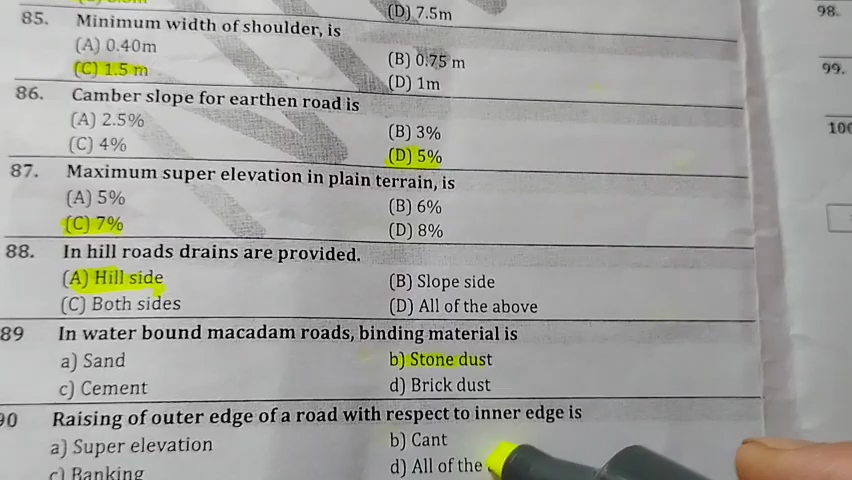 (D) 7.5m
85. Minimum width of shoulder, is
(A) 0.40m
(B) 0.75 m
(C) 1.5 m
(D) 1m
86. Camber slope for earthen road is
(A) 2.5%
(B) 3%
(C) 4%
(D) 5%
87. Maximum super elevation in plain terrain, is
(A) 5%
(B) 6%
(C) 7%
(D) 8%
88. In hill roads drains are provided.
(A) Hill side
(B) Slope side
(C) Both sides
(D) All of the above
89 In water bound macadam roads, binding material is
a) Sand
b) Stone dust
c) Cement
d) Brick dust
90 Raising of outer edge of a road with respect to inner edge is
a) Super elevation
b) Cant
c) Banking
d) All of the
98.
99.